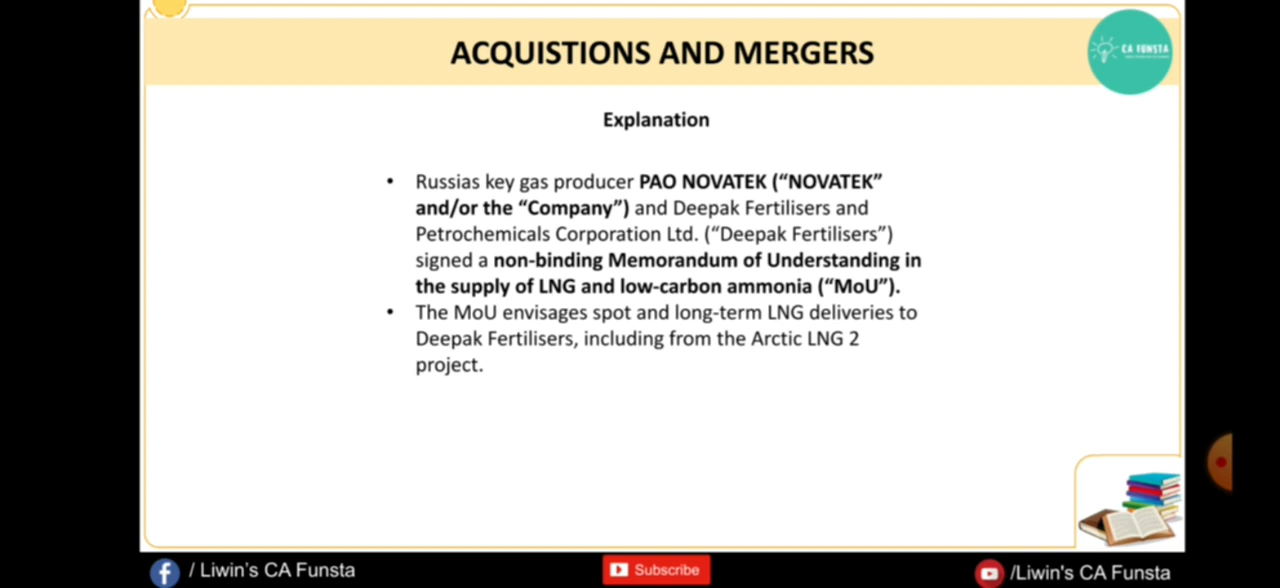 ACQUISTIONS AND MERGERS
CA FUNSTA
Explanation
• Russias key gas producer PAO NOVATEK (“NOVATEK”
and/or the “Company”) and Deepak Fertilisers and
Petrochemicals Corporation Ltd. (“Deepak Fertilisers”)
signed a non-binding Memorandum of Understanding in
the supply of LNG and low-carbon ammonia (“MoU”).
• The MoU envisages spot and long-term LNG deliveries to
Deepak Fertilisers, including from the Arctic LNG 2
project.
/ Liwin’s CA Funsta
Subscribe
/Liwin's CA Funsta